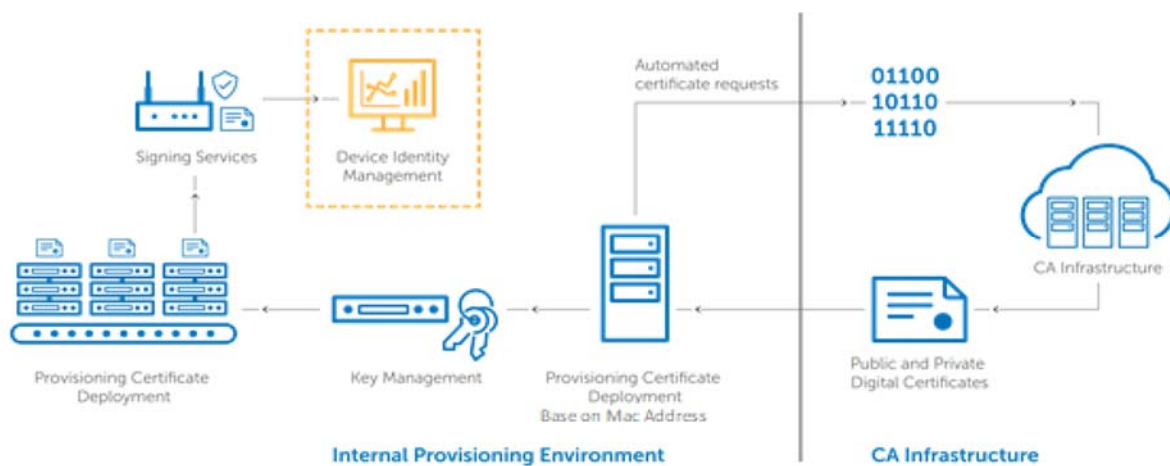 Automated
certificate requests
01100
10110
11110
Signing Services
Device Identity
Management
CA Infrastructure
Provisioning Certificate
Deployment
Key Management
Provisioning Certificate
Deployment
Base on Mac Address
Public and Private
Digital Certificates
Internal Provisioning Environment
CA Infrastructure